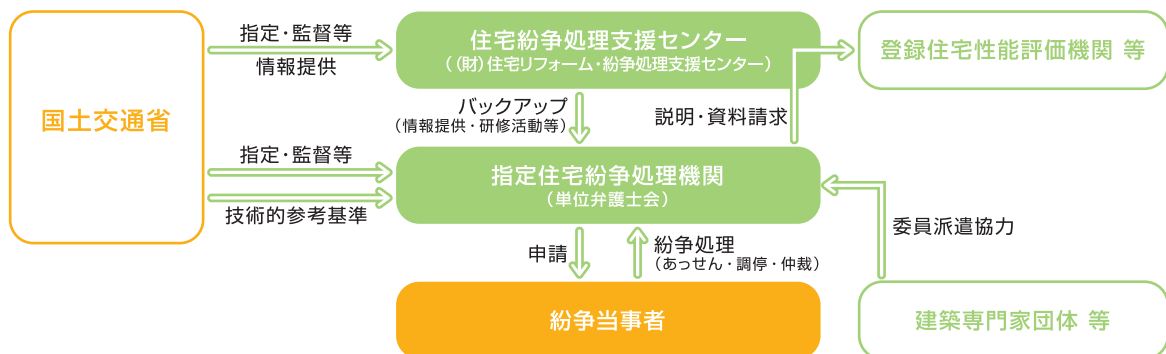 指定・監督等
情報提供
住宅紛争処理支援センター
（（財）住宅リフォーム・紛争処理支援センター）
登録住宅性能評価機関 等
国土交通省
バックアップ
（情報提供・研修活動等）
説明・資料請求
指定・監督等
技術的参考基準
指定住宅紛争処理機関
（単位弁護士会）
委員派遣協力
申請
紛争処理
（あっせん・調停・仲裁）
紛争当事者
建築専門家団体 等